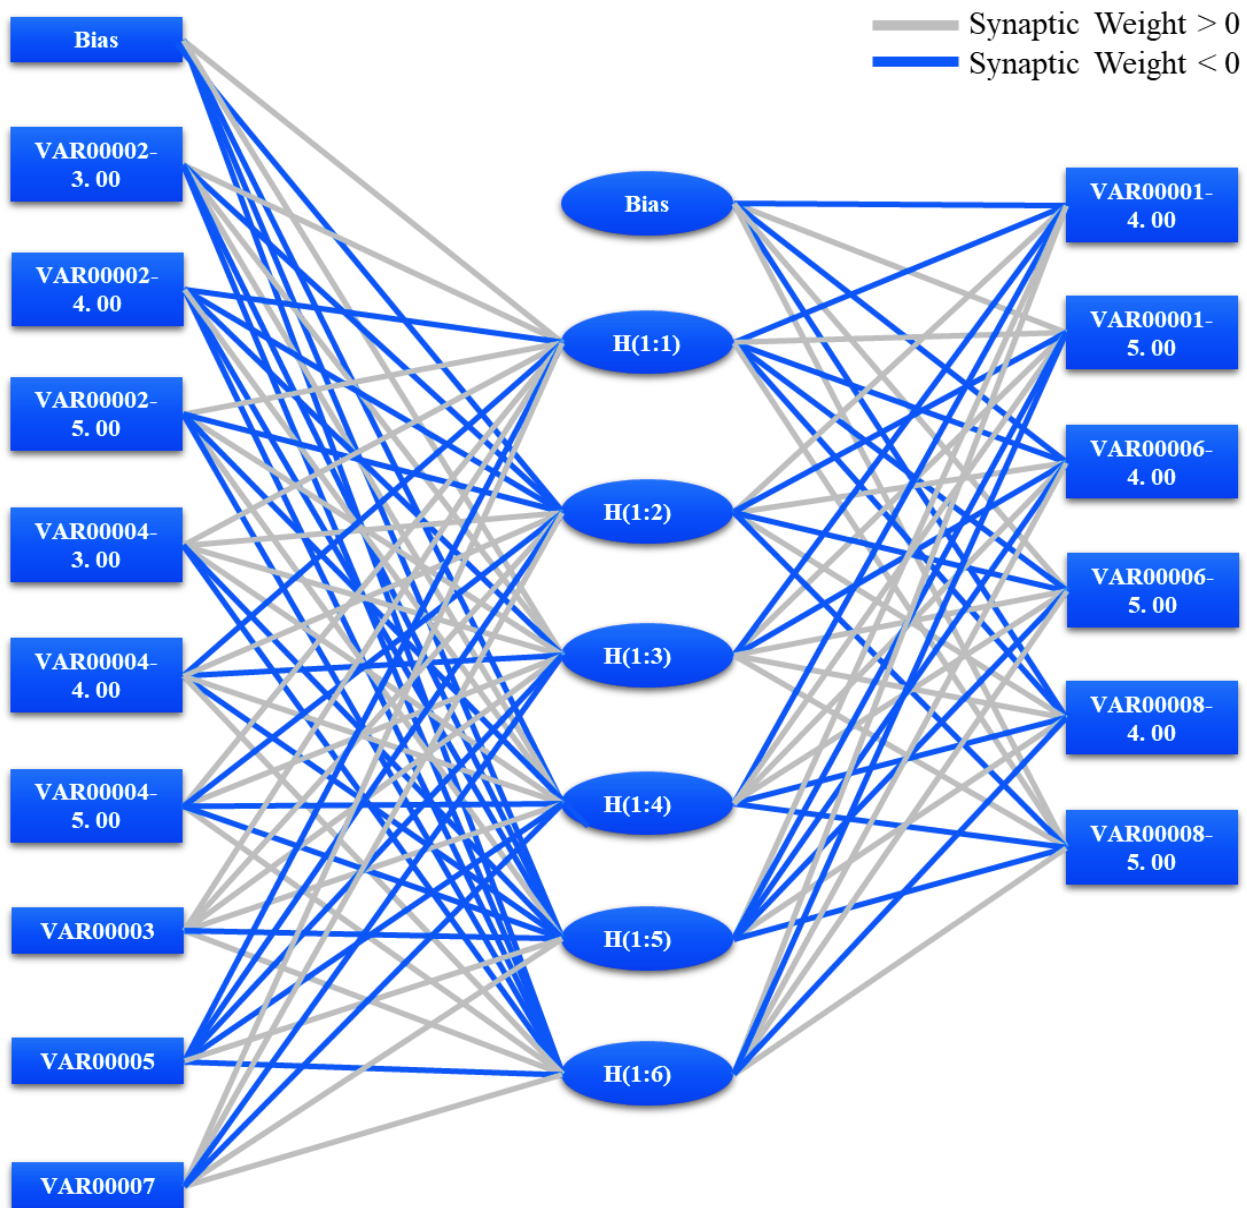 Synaptic Weight > 0
Synaptic Weight < 0
Bias
VAR00002-
3. 00
VAR00002-
4. 00
VAR00002-
5. 00
VAR00004-
3. 00
VAR00004-
4. 00
VAR00004-
5. 00
VAR00003
VAR00005
VAR00007
Bias
H(1:1)
H(1:2)
H(1:3)
H(1:4)
H(1:5)
H(1:6)
VAR00001-
4. 00
VAR00001-
5. 00
VAR00006-
4. 00
VAR00006-
5. 00
VAR00008-
4. 00
VAR00008-
5. 00